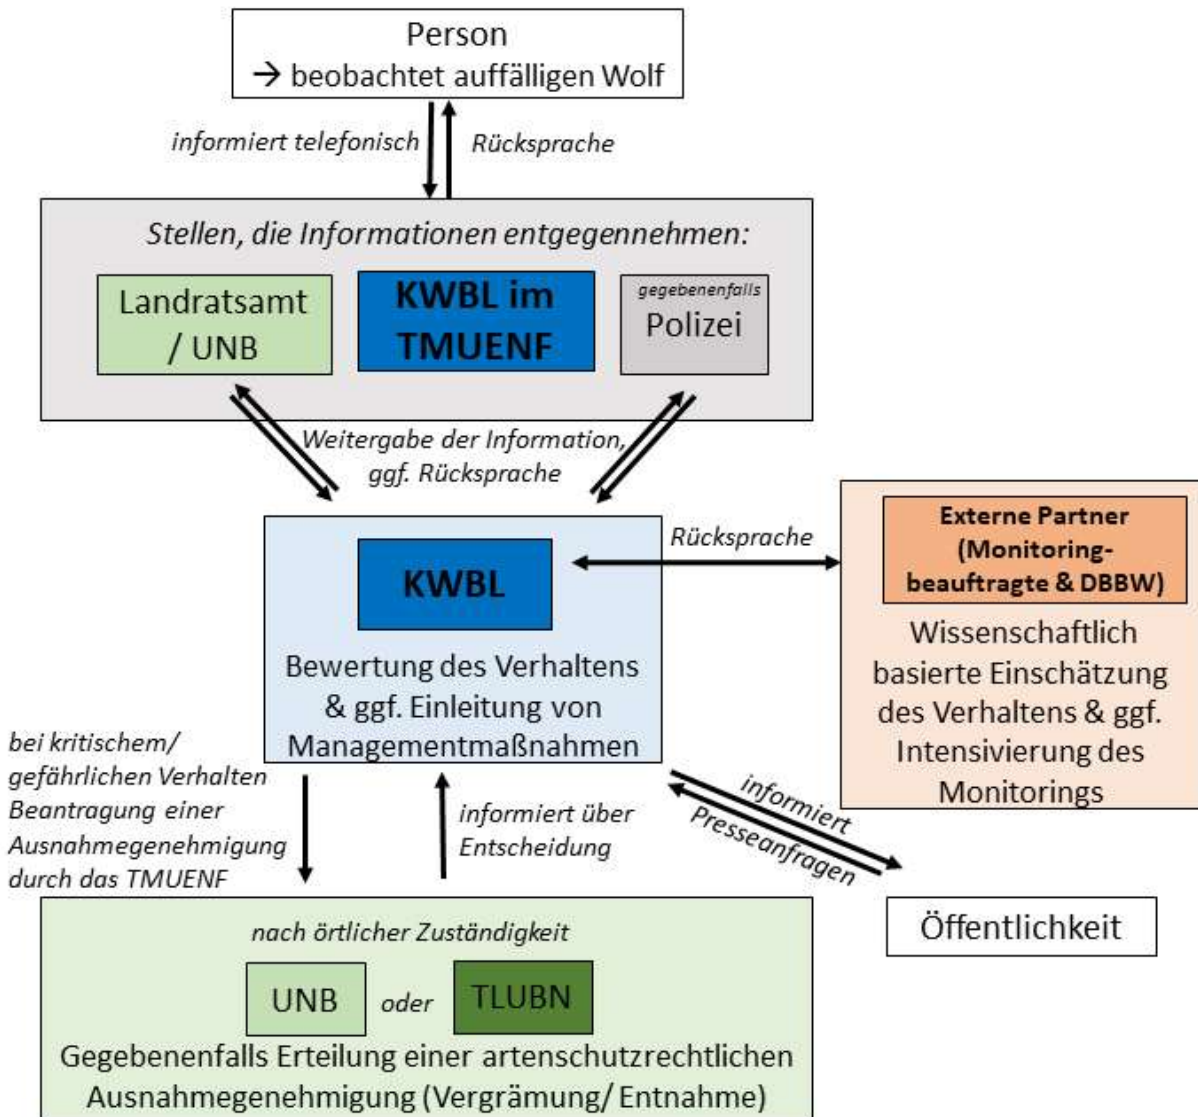 Person
→ beobachtet auffälligen Wolf
informiert telefonisch
Rücksprache
Stellen, die Informationen entgegennehmen:
Landratsamt
/ UNB
KWBL im
TMUENF
gegebenenfalls
Polizei
Weitergabe der Information,
ggf. Rücksprache
KWBL
Bewertung des Verhaltens
& ggf. Einleitung von
Managementmaßnahmen
Rücksprache
Externe Partner
(Monitoring-
beauftragte & DBBW)
Wissenschaftlich
basierte Einschätzung
des Verhaltens & ggf.
Intensivierung des
Monitorings
bei kritischem/
gefährlichen Verhalten
Beantragung einer
Ausnahmegenehmigung
durch das TMUENF
informiert über
Entscheidung
informiert
Presseanfragen
Öffentlichkeit
nach örtlicher Zuständigkeit
UNB
oder
TLUBN
Gegebenenfalls Erteilung einer artenschutzrechtlichen
Ausnahmegenehmigung (Vergrämung/ Entnahme)